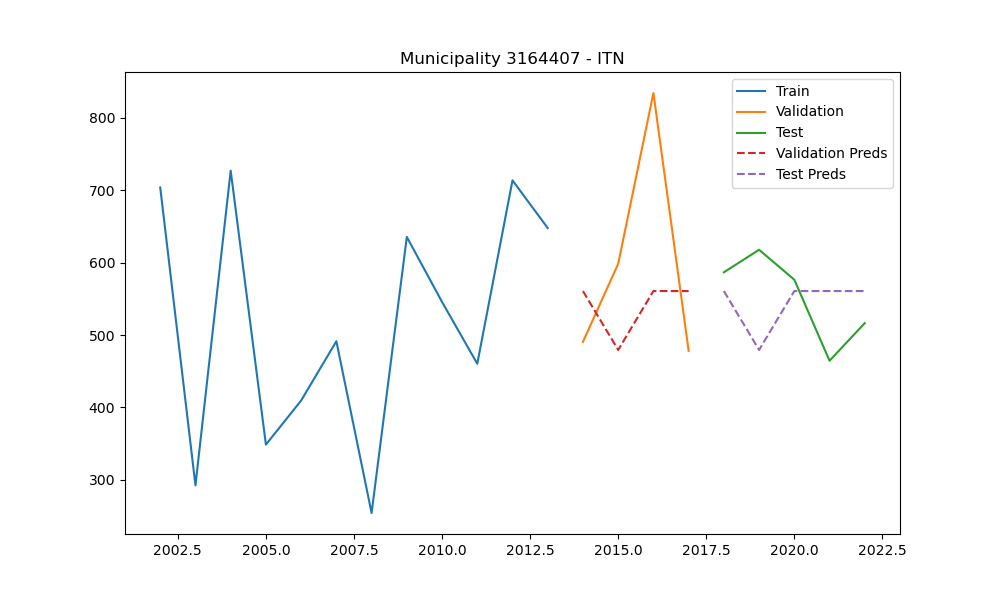 Municipality 3164407 - ITN
Train
Validation
Test
Validation Preds
Test Preds
800
700
600
500
400
300
2002.5 2005.0 2007.5 2010.0 2012.5 2015.0 2017.5 2020.0 2022.5